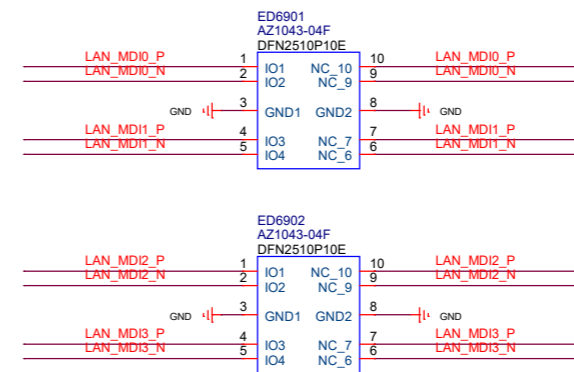 ED6901
AZ1043-04F
DFN2510P10E
LAN_MDI0_P 1 IO1 NC_10 10 LAN_MDI0_P
LAN_MDI0_N 2 IO2 NC_9 9 LAN_MDI0_N
GND 3 GND1 GND2 8 GND
LAN_MDI1_P 4 IO3 NC_7 7 LAN_MDI1_P
LAN_MDI1_N 5 IO4 NC_6 6 LAN_MDI1_N
ED6902
AZ1043-04F
DFN2510P10E
LAN_MDI2_P 1 IO1 NC_10 10 LAN_MDI2_P
LAN_MDI2_N 2 IO2 NC_9 9 LAN_MDI2_N
GND 3 GND1 GND2 8 GND
LAN_MDI3_P 4 IO3 NC_7 7 LAN_MDI3_P
LAN_MDI3_N 5 IO4 NC_6 6 LAN_MDI3_N